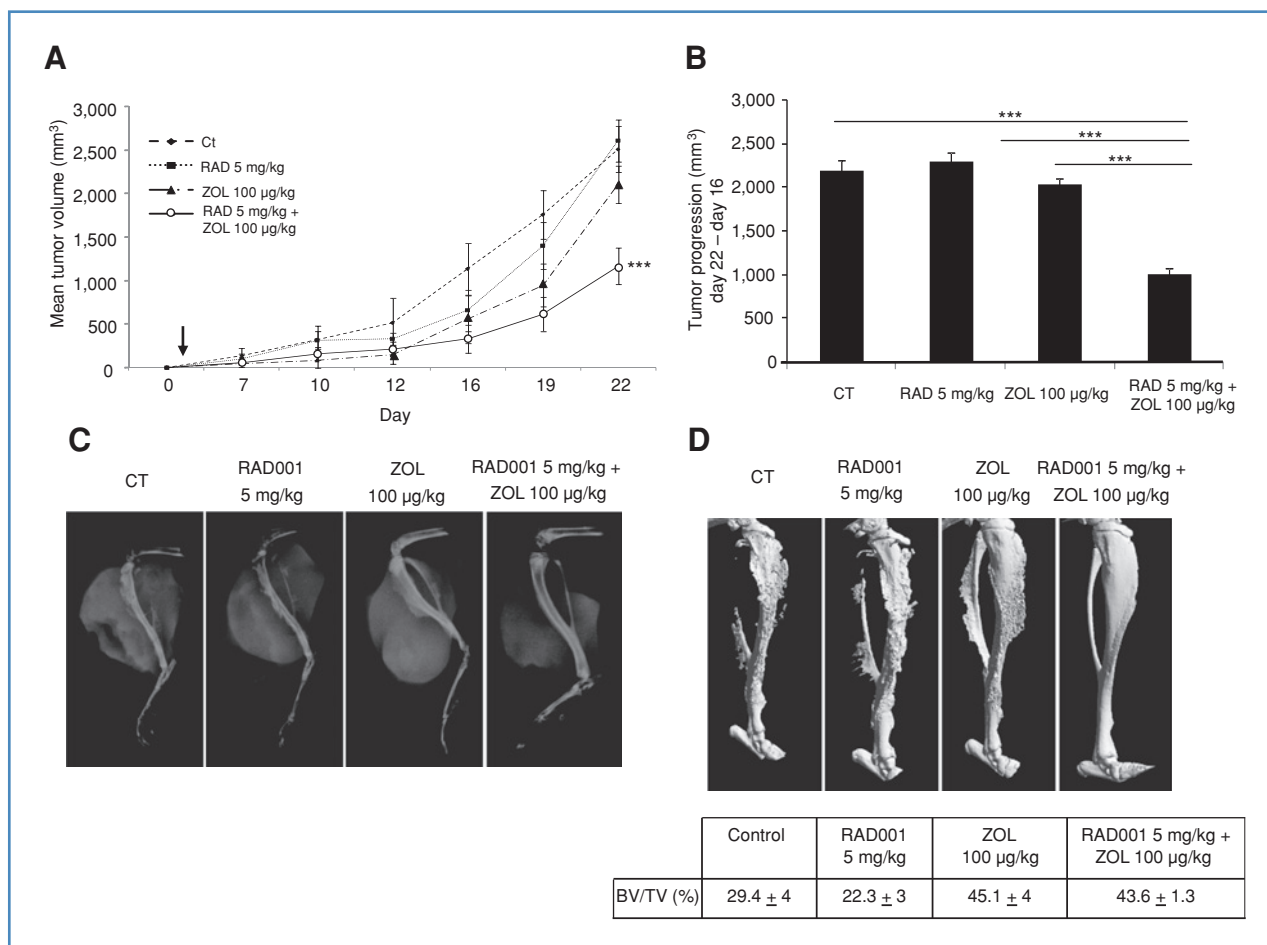 A
Mean tumor volume (mm³)
3,000
2,500
2,000
1,500
1,000
500
0
Ct
RAD 5 mg/kg
ZOL 100 µg/kg
RAD 5 mg/kg +
ZOL 100 µg/kg
***
0 7 10 12 16 19 22
Day
B
Tumor progression (mm³)
day 22 – day 16
3,000
2,500
2,000
1,500
1,000
500
0
***
***
***
CT RAD 5 mg/kg ZOL 100 µg/kg RAD 5 mg/kg +
ZOL 100 µg/kg
C
CT
RAD001
5 mg/kg
ZOL
100 µg/kg
RAD001 5 mg/kg +
ZOL 100 µg/kg
D
CT
RAD001
5 mg/kg
ZOL
100 µg/kg
RAD001 5 mg/kg +
ZOL 100 µg/kg
Control
RAD001
5 mg/kg
ZOL
100 µg/kg
RAD001 5 mg/kg +
ZOL 100 µg/kg
BV/TV (%) 29.4 ± 4 22.3 ± 3 45.1 ± 4 43.6 ± 1.3